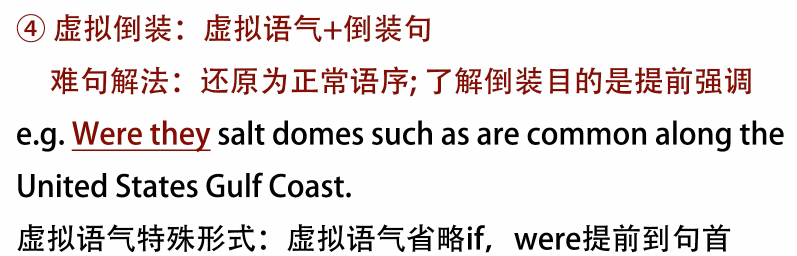 ④ 虚拟倒装：虚拟语气+倒装句
难句解法：还原为正常语序; 了解倒装目的是提前强调
e.g. Were they salt domes such as are common along the
United States Gulf Coast.
虚拟语气特殊形式：虚拟语气省略if，were提前到句首